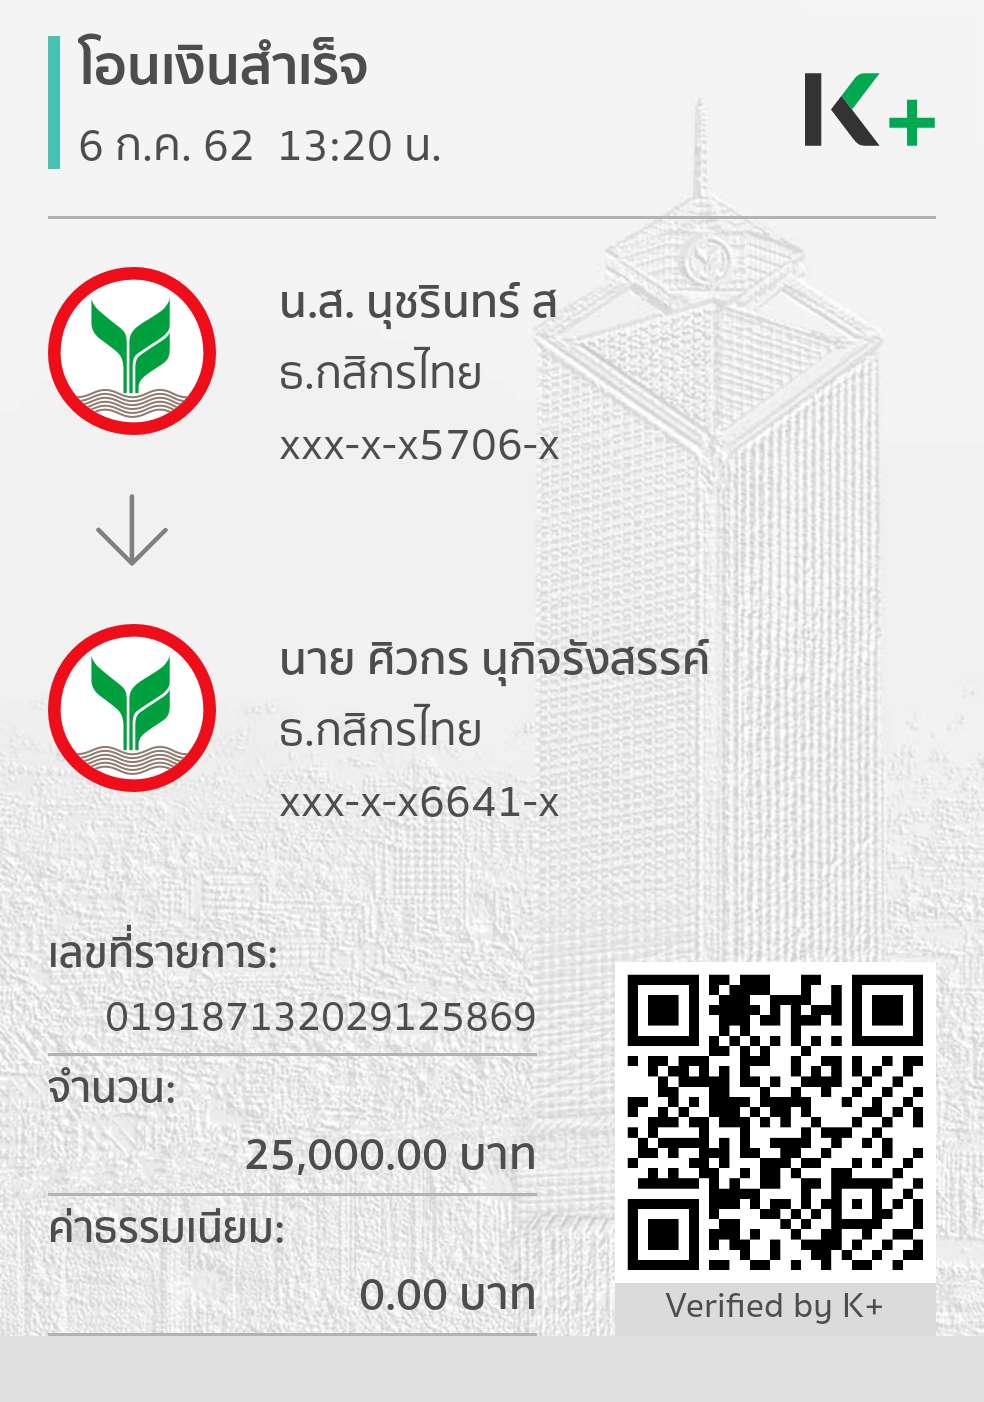 โอนเงินสำเร็จ
6 ก.ค. 62 13:20 น.
K+
น.ส. นุชรินทร์ ส
ธ.กสิกรไทย
xxx-x-x5706-x
นาย ศิวกร นุกิจรังสรรค์
ธ.กสิกรไทย
xxx-x-x6641-x
เลขที่รายการ:
019187132029125869
จำนวน:
25,000.00 บาท
ค่าธรรมเนียม:
0.00 บาท
Verified by K+